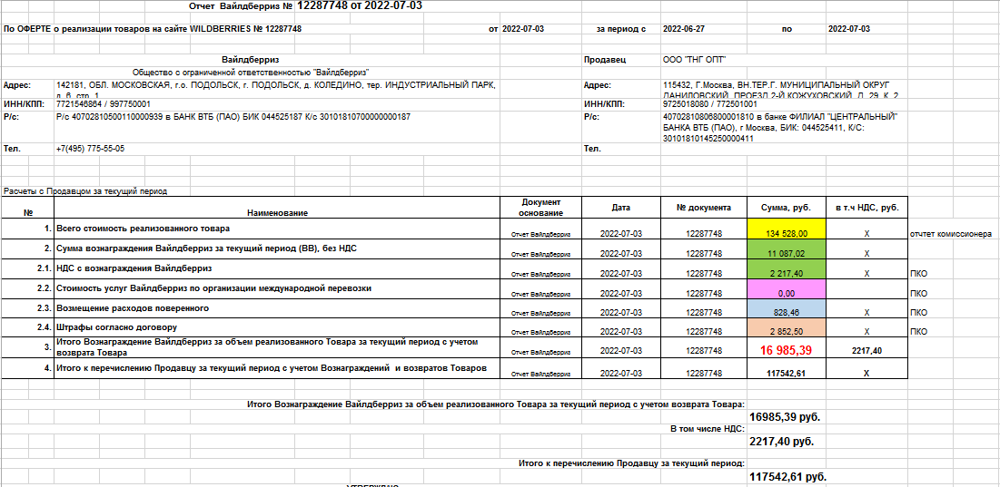 Отчет Вайлдберриз № 12287748 от 2022-07-03
По ОФЕРТЕ о реализации товаров на сайте WILDBERRIES № 12287748 от 2022-07-03 за период с 2022-06-27 по 2022-07-03
Вайлдберриз Продавец ООО "ТНГ ОПТ"
Общество с ограниченной ответственностью "Вайлдберриз"
Адрес: 142181, ОБЛ. МОСКОВСКАЯ, г.о. ПОДОЛЬСК, г. ПОДОЛЬСК, д. КОЛЕДИНО, тер. ИНДУСТРИАЛЬНЫЙ ПАРК, Адрес: 115432, Г.Москва, ВН.ТЕР.Г. МУНИЦИПАЛЬНЫЙ ОКРУГ
д. 6, стр. 1 ДАНИЛОВСКИЙ, ПРОЕЗД 2-Й КОЖУХОВСКИЙ, Д. 29, К. 2,
ИНН/КПП: 7721546864 / 997750001 ИНН/КПП: 9725018080 / 772501001
Р/с: Р/с 40702810500110000939 в БАНК ВТБ (ПАО) БИК 044525187 К/с 30101810700000000187 Р/с: 40702810806800001810 в банке ФИЛИАЛ "ЦЕНТРАЛЬНЫЙ"
БАНКА ВТБ (ПАО), г Москва, БИК: 044525411, К/С:
30101810145250000411
Тел. +7(495) 775-55-05 Тел.
Расчеты с Продавцом за текущий период
№ Наименование Документ основание Дата № документа Сумма, руб. в т.ч НДС, руб.
1. Всего стоимость реализованного товара Отчет Вайлдберриз 2022-07-03 12287748 134 528,00 X отчтет комиссионера
2. Сумма вознаграждения Вайлдберриз за текущий период (ВВ), без НДС Отчет Вайлдберриз 2022-07-03 12287748 11 087,02 X
2.1. НДС с вознаграждения Вайлдберриз Отчет Вайлдберриз 2022-07-03 12287748 2 217,40 X ПКО
2.2. Стоимость услуг Вайлдберриз по организации международной перевозки Отчет Вайлдберриз 2022-07-03 12287748 0,00 ПКО
2.3. Возмещение расходов поверенного Отчет Вайлдберриз 2022-07-03 12287748 828,46 X ПКО
2.4. Штрафы согласно договору Отчет Вайлдберриз 2022-07-03 12287748 2 852,50 X ПКО
3. Итого Вознаграждение Вайлдберриз за объем реализованного Товара за текущий период с учетом
возврата Товара Отчет Вайлдберриз 2022-07-03 12287748 16 985,39 2217,40
4. Итого к перечислению Продавцу за текущий период с учетом Вознаграждений и возвратов Товаров Отчет Вайлдберриз 2022-07-03 12287748 117542,61 X
Итого Вознаграждение Вайлдберриз за объем реализованного Товара за текущий период с учетом возврата Товара:
16985,39 руб.
В том числе НДС:
2217,40 руб.
Итого к перечислению Продавцу за текущий период:
117542,61 руб.
УТВЕРЖДАЮ